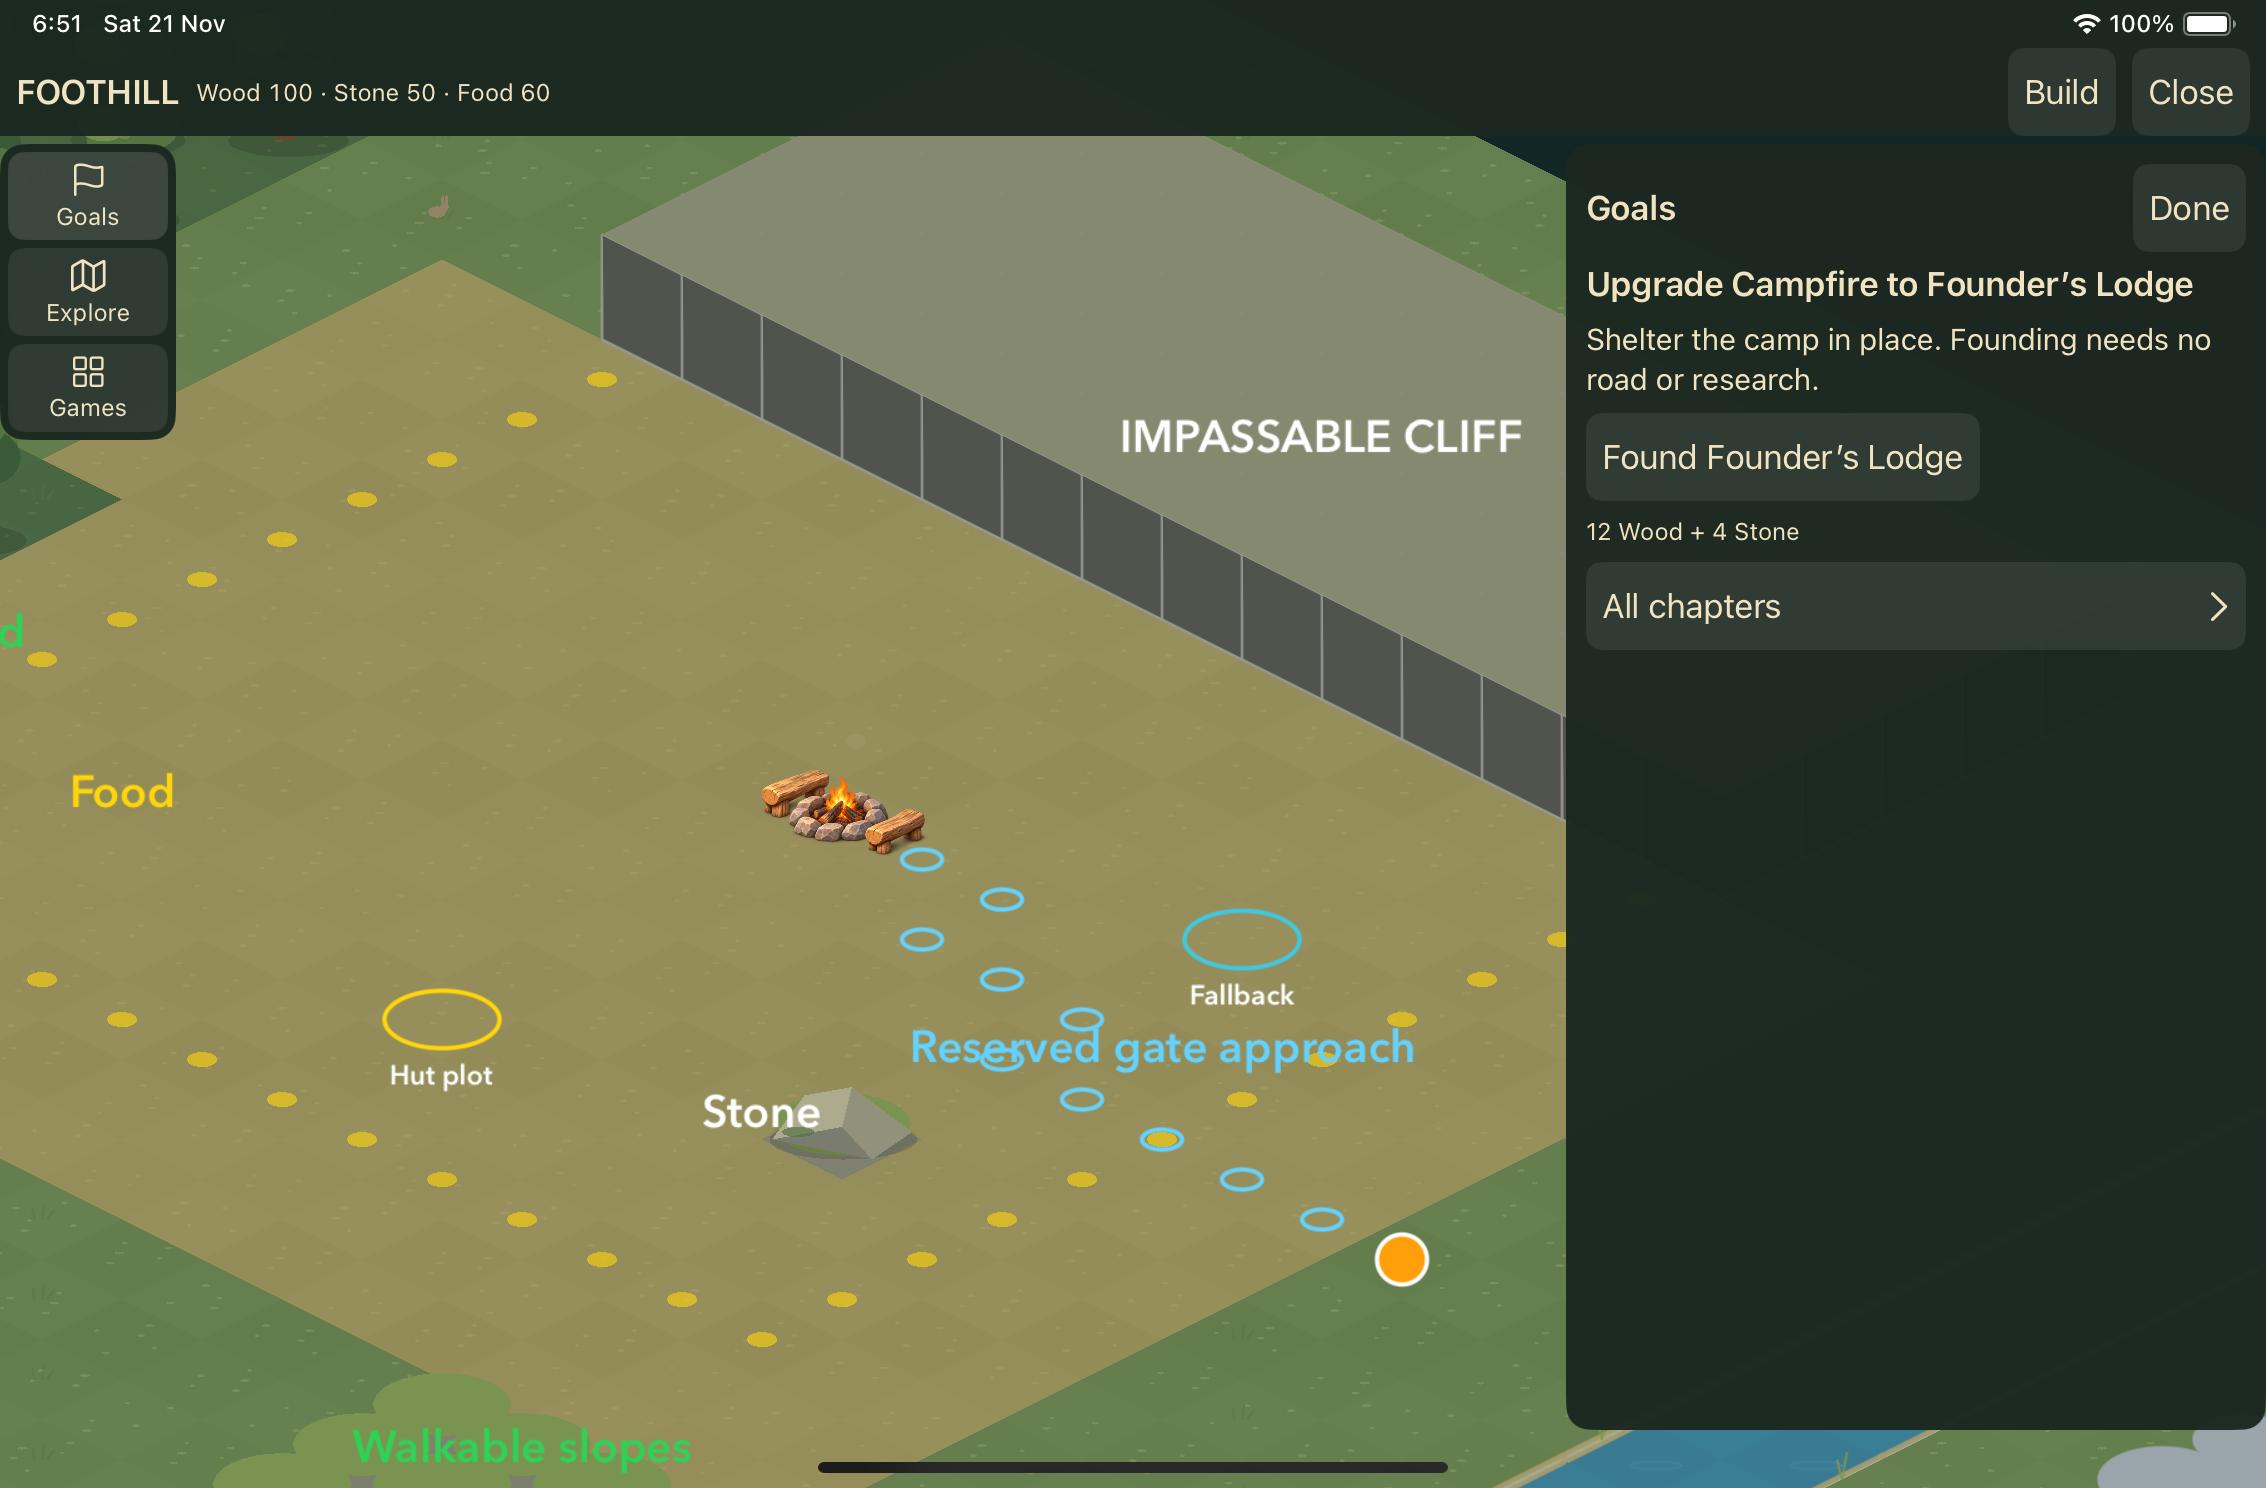 6:51 Sat 21 Nov
100%
FOOTHILL Wood 100 · Stone 50 · Food 60
Build
Close
Goals
Explore
Games
Goals
Done
Upgrade Campfire to Founder’s Lodge
Shelter the camp in place. Founding needs no
road or research.
Found Founder’s Lodge
12 Wood + 4 Stone
All chapters
IMPASSABLE CLIFF
d
Food
Fallback
Reserved gate approach
Hut plot
Stone
Walkable slopes